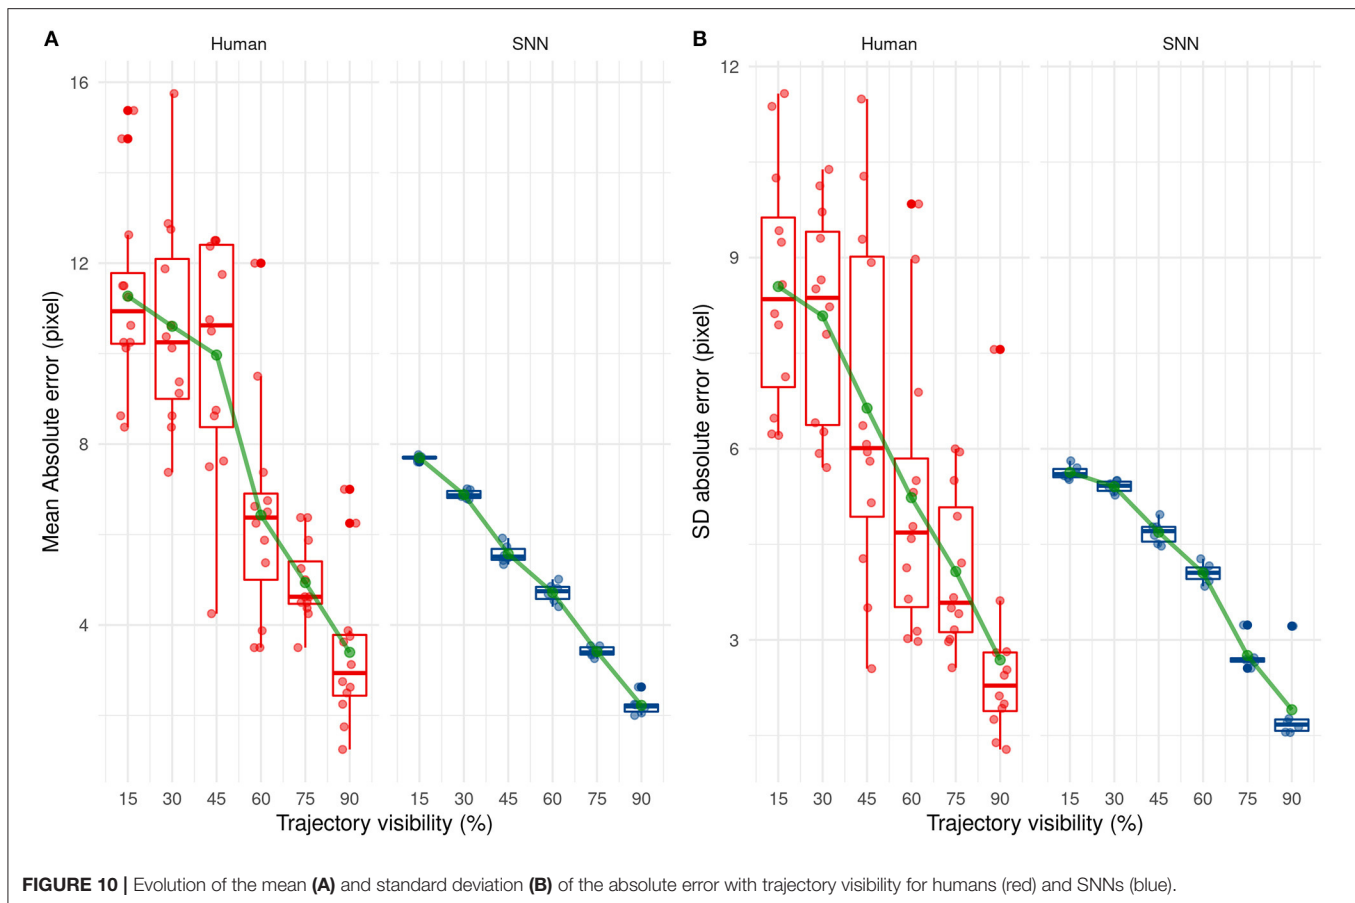 A
Human
SNN
16
12
8
4
Mean Absolute error (pixel)
15 30 45 60 75 90
15 30 45 60 75 90
Trajectory visibility (%)
B
Human
SNN
12
9
6
3
SD absolute error (pixel)
15 30 45 60 75 90
15 30 45 60 75 90
Trajectory visibility (%)
FIGURE 10 | Evolution of the mean (A) and standard deviation (B) of the absolute error with trajectory visibility for humans (red) and SNNs (blue).